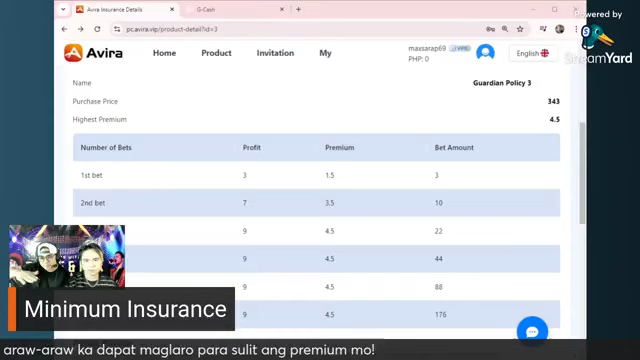 Avira Insurance Details
G-Cash
Powered by
StreamYard
pc.avira.vip/product-detail?id=3
Avira
Home
Product
Invitation
My
maxsarap69
PHP: 0
English
Name
Guardian Policy 3
Purchase Price
343
Highest Premium
4.5
Number of Bets Profit Premium Bet Amount
1st bet 3 1.5 3
2nd bet 7 3.5 10
9 4.5 22
9 4.5 44
9 4.5 88
9 4.5 176
Minimum Insurance
araw-araw ka dapat maglaro para sulit ang premium mo!